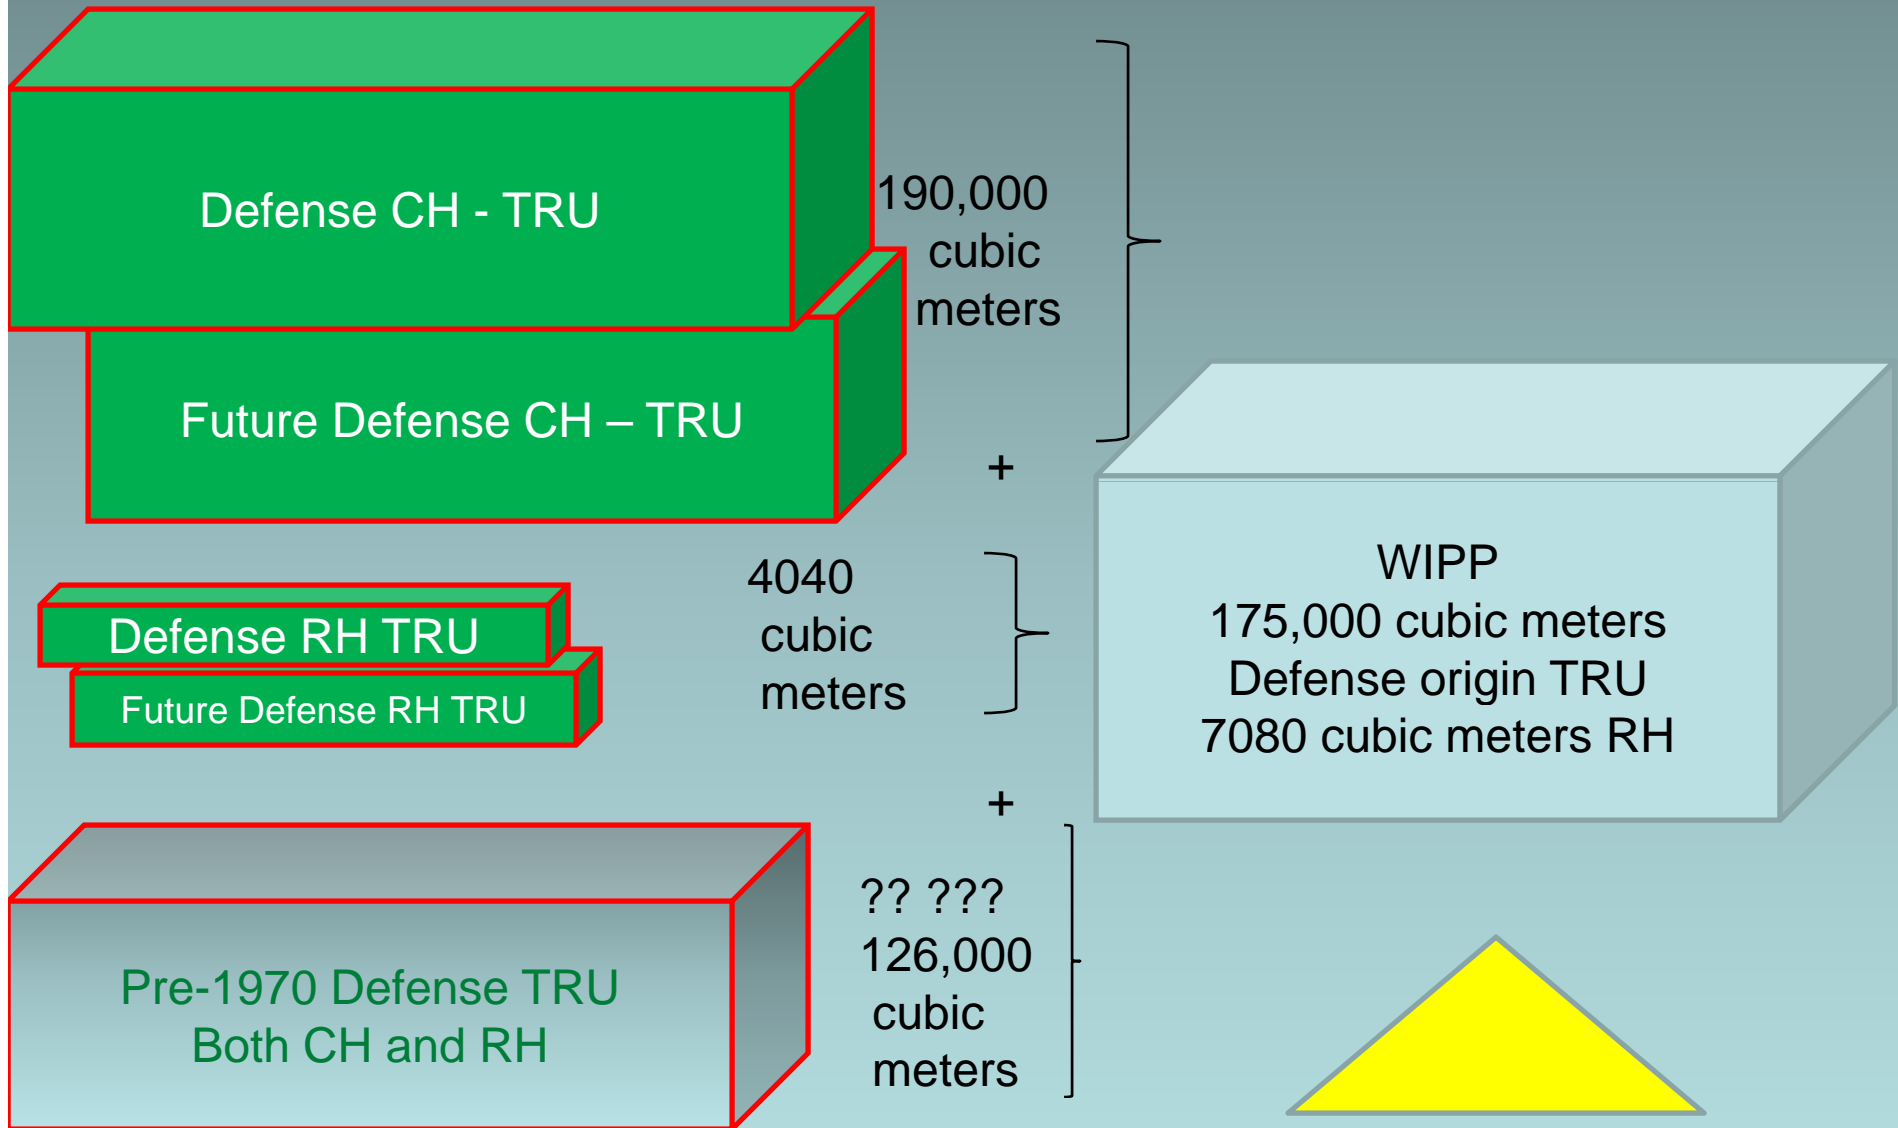 Defense CH - TRU
190,000
cubic
meters
Future Defense CH – TRU
+
4040
cubic
meters
Defense RH TRU
Future Defense RH TRU
WIPP
175,000 cubic meters
Defense origin TRU
7080 cubic meters RH
+
?? ???
126,000
cubic
meters
Pre-1970 Defense TRU
Both CH and RH